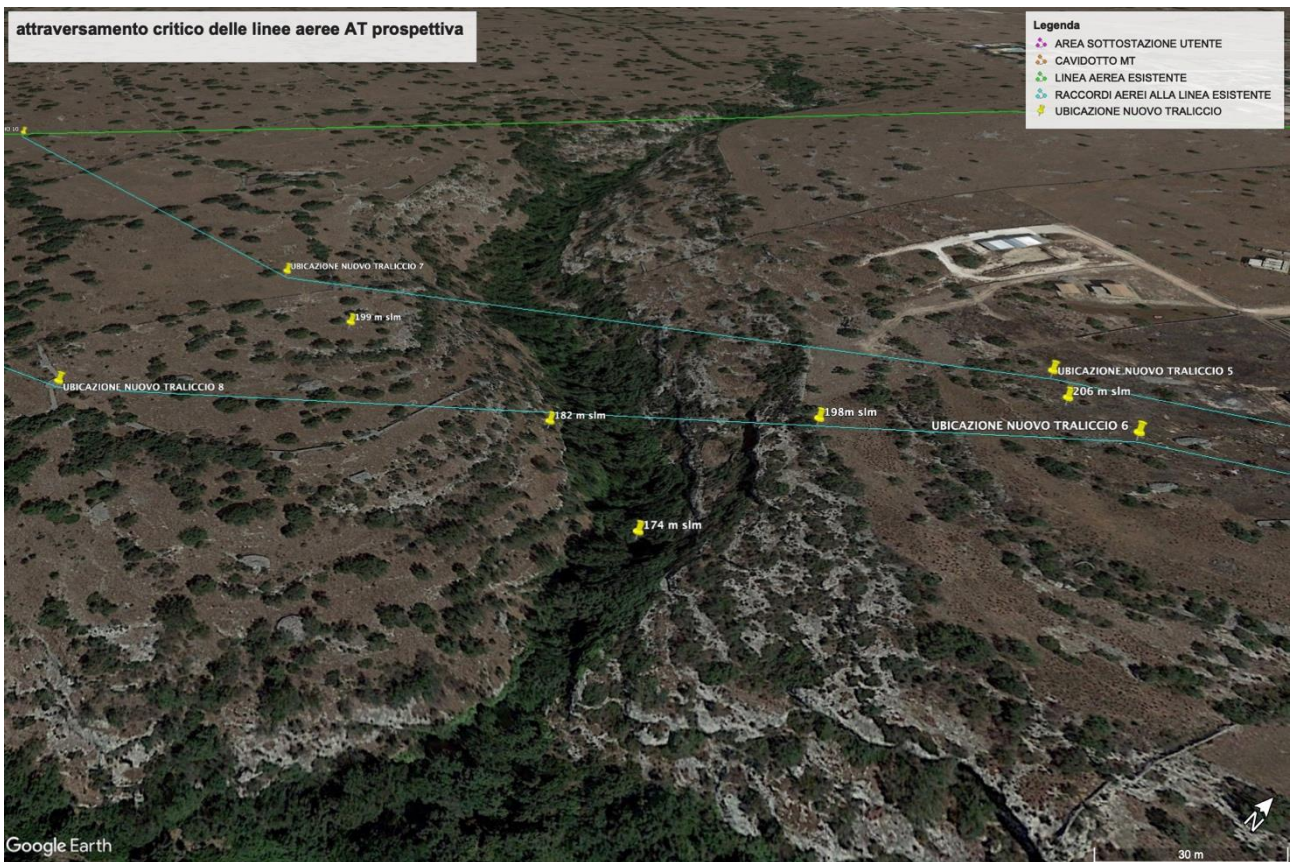 attraversamento critico delle linee aeree AT prospettiva
Legenda
AREA SOTTOSTAZIONE UTENTE
CAVIDOTTO MT
LINEA AEREA ESISTENTE
RACCORDI AEREI ALLA LINEA ESISTENTE
UBICAZIONE NUOVO TRALICCIO
UBICAZIONE NUOVO TRALICCIO 7
199 m slm
UBICAZIONE NUOVO TRALICCIO 5
UBICAZIONE NUOVO TRALICCIO 8
206 m slm
182 m slm
198m slm
UBICAZIONE NUOVO TRALICCIO 6
174 m slm
N
Google Earth
30 m